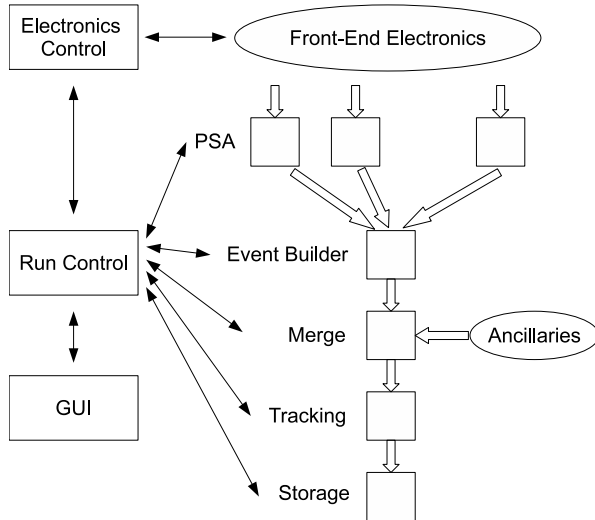 Electronics
Control
Front-End Electronics
PSA
Run Control
Event Builder
Merge
Ancillaries
GUI
Tracking
Storage